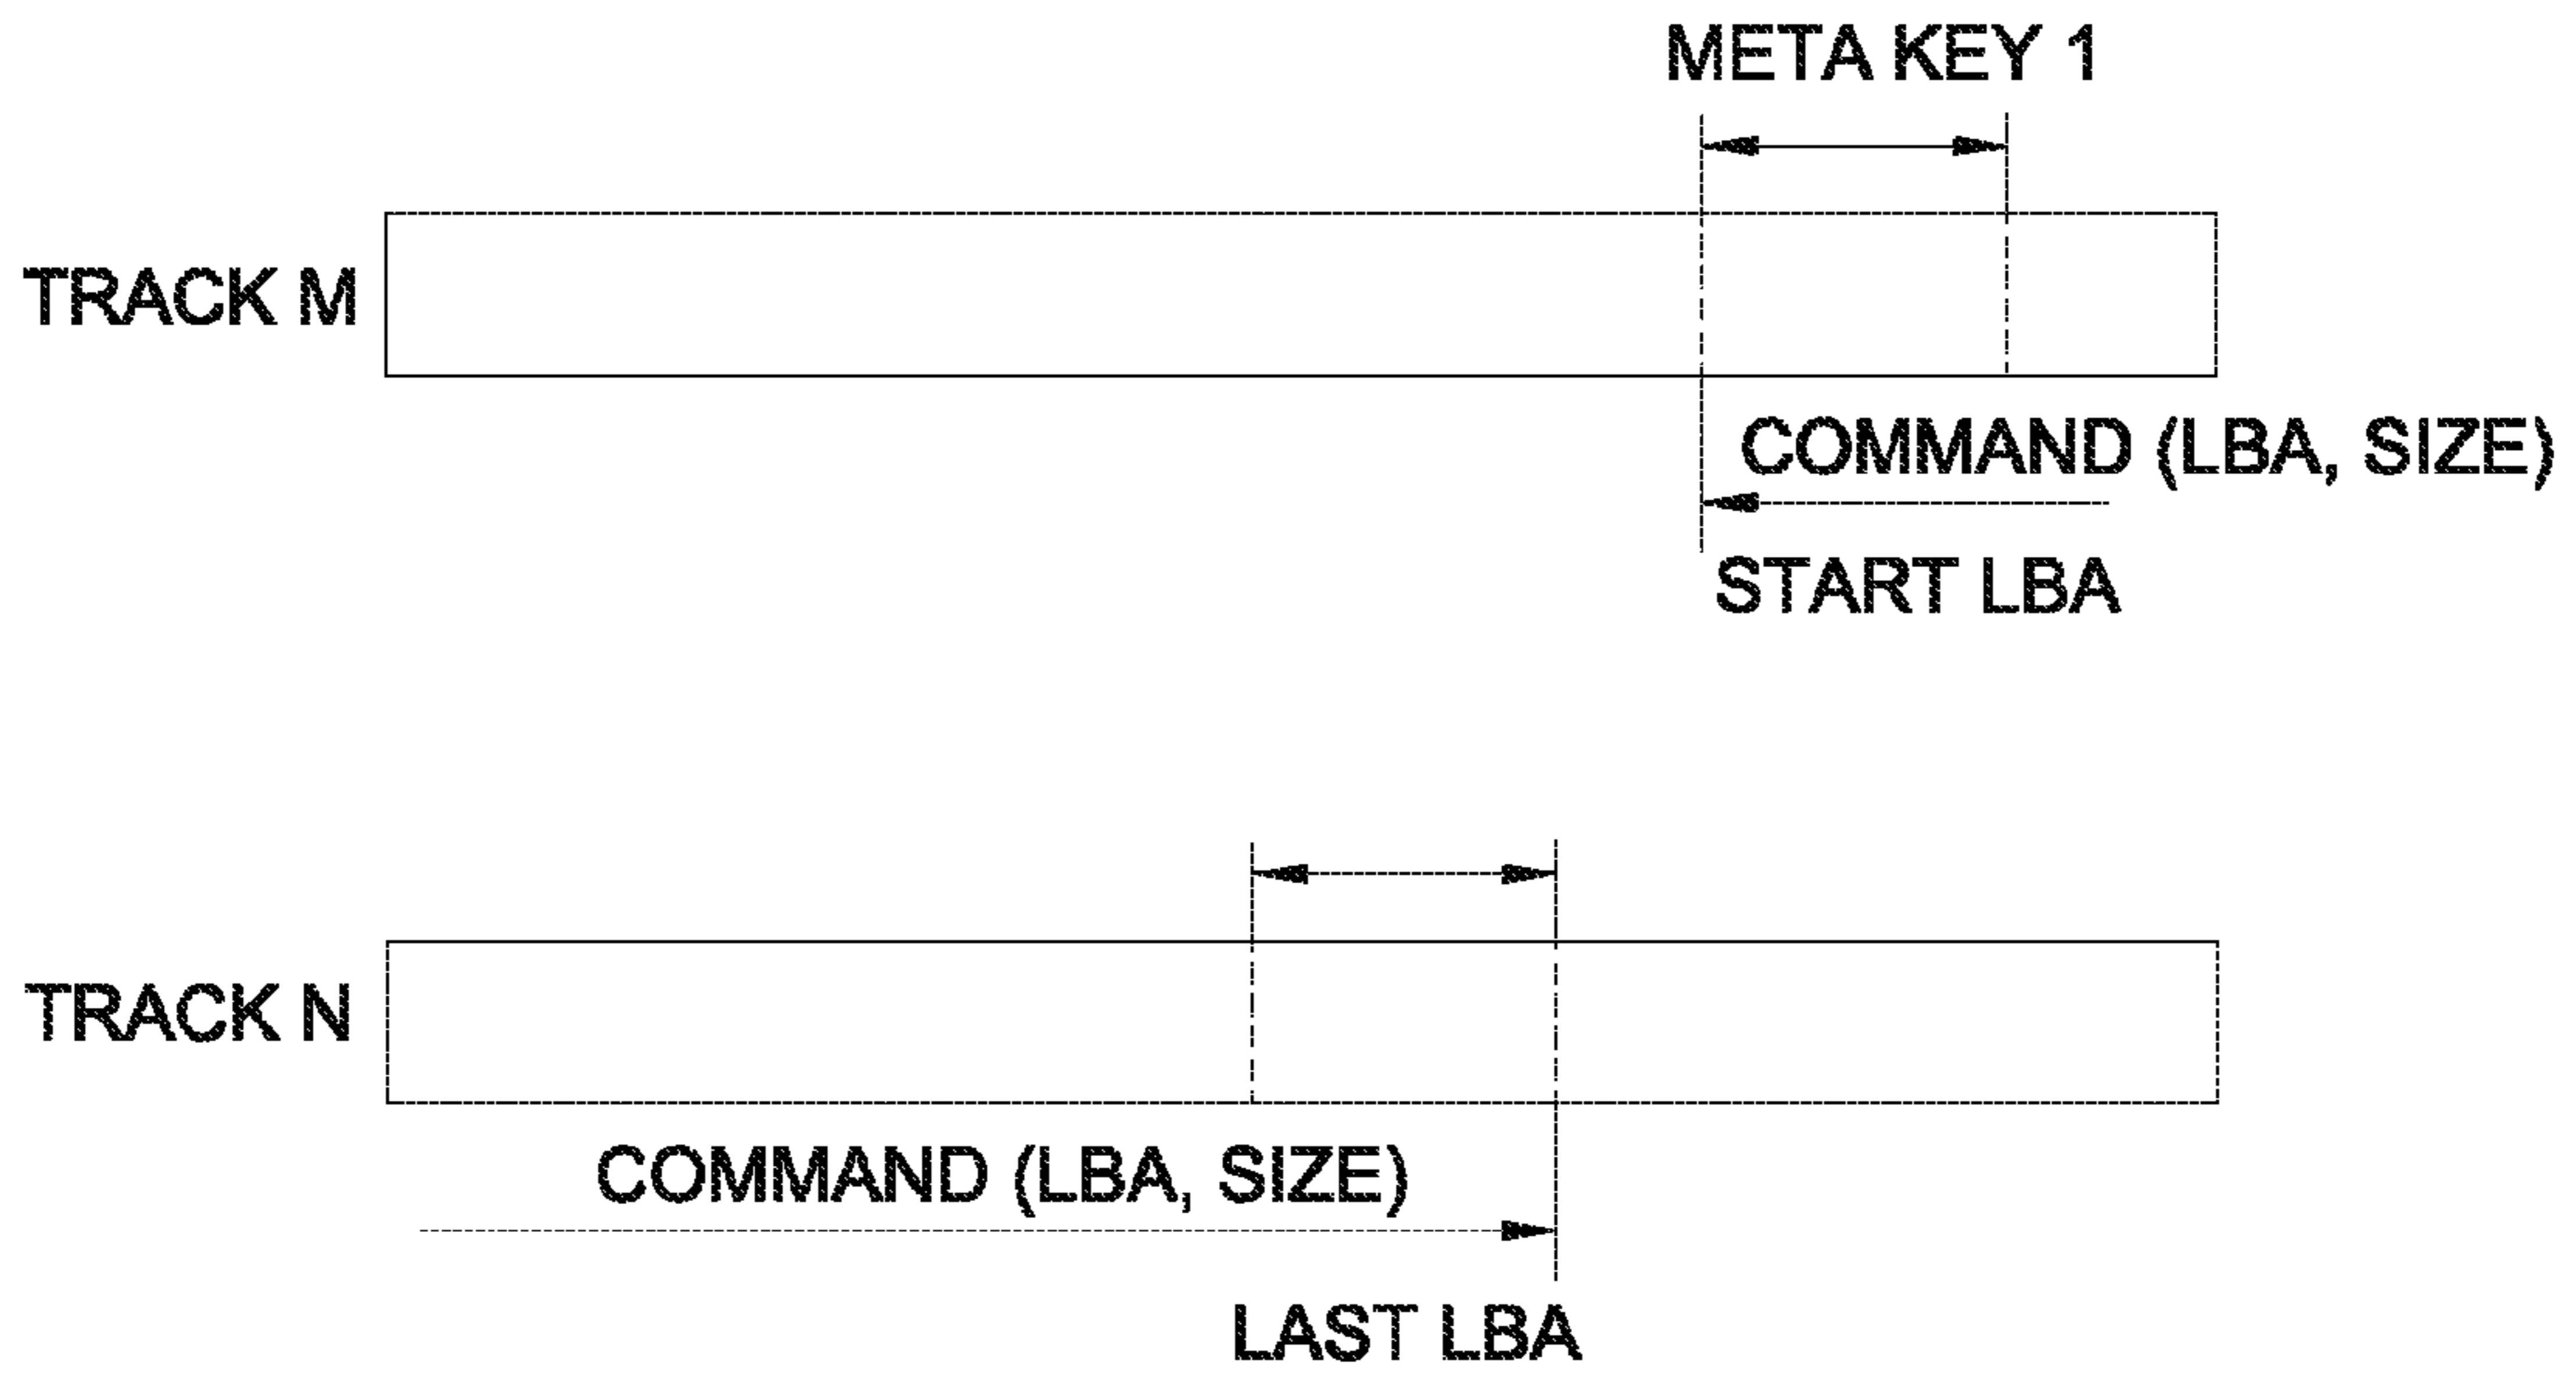 META KEY 1
TRACK M
COMMAND (LBA, SIZE)
START LBA
TRACK N
COMMAND (LBA, SIZE)
LAST LBA